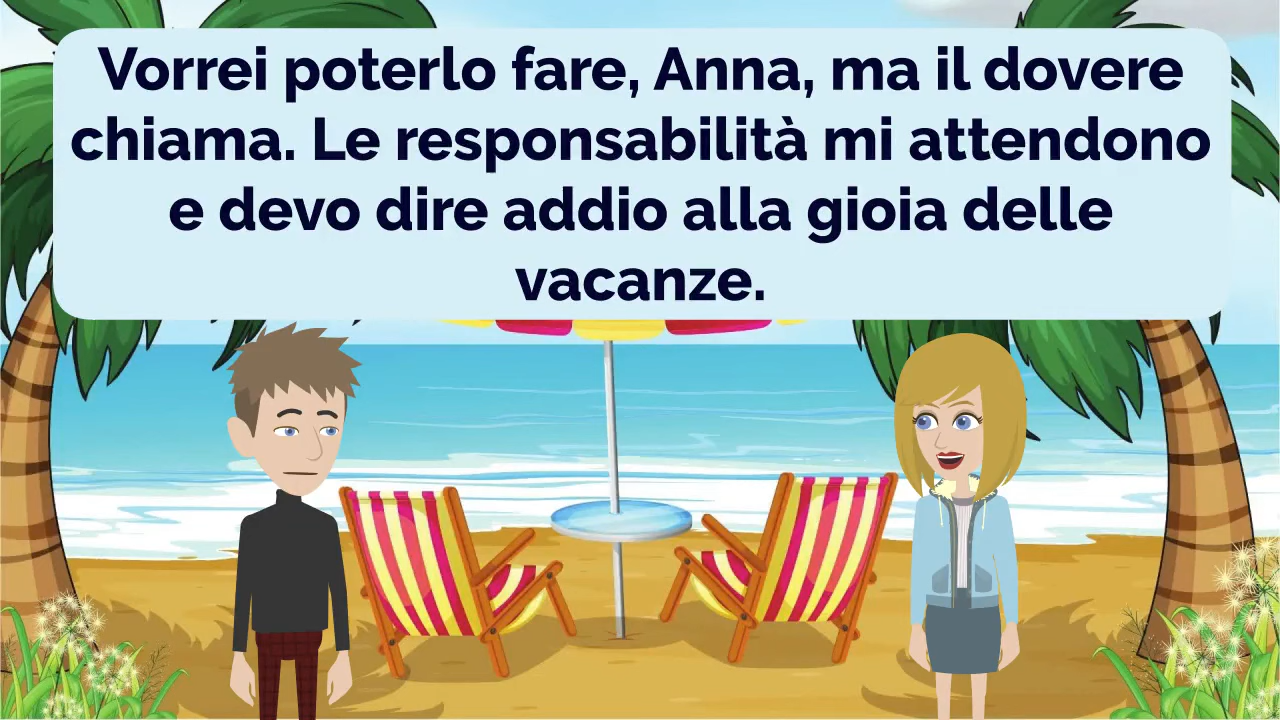 Vorrei poterlo fare, Anna, ma il dovere
chiama. Le responsabilità mi attendono
e devo dire addio alla gioia delle
vacanze.